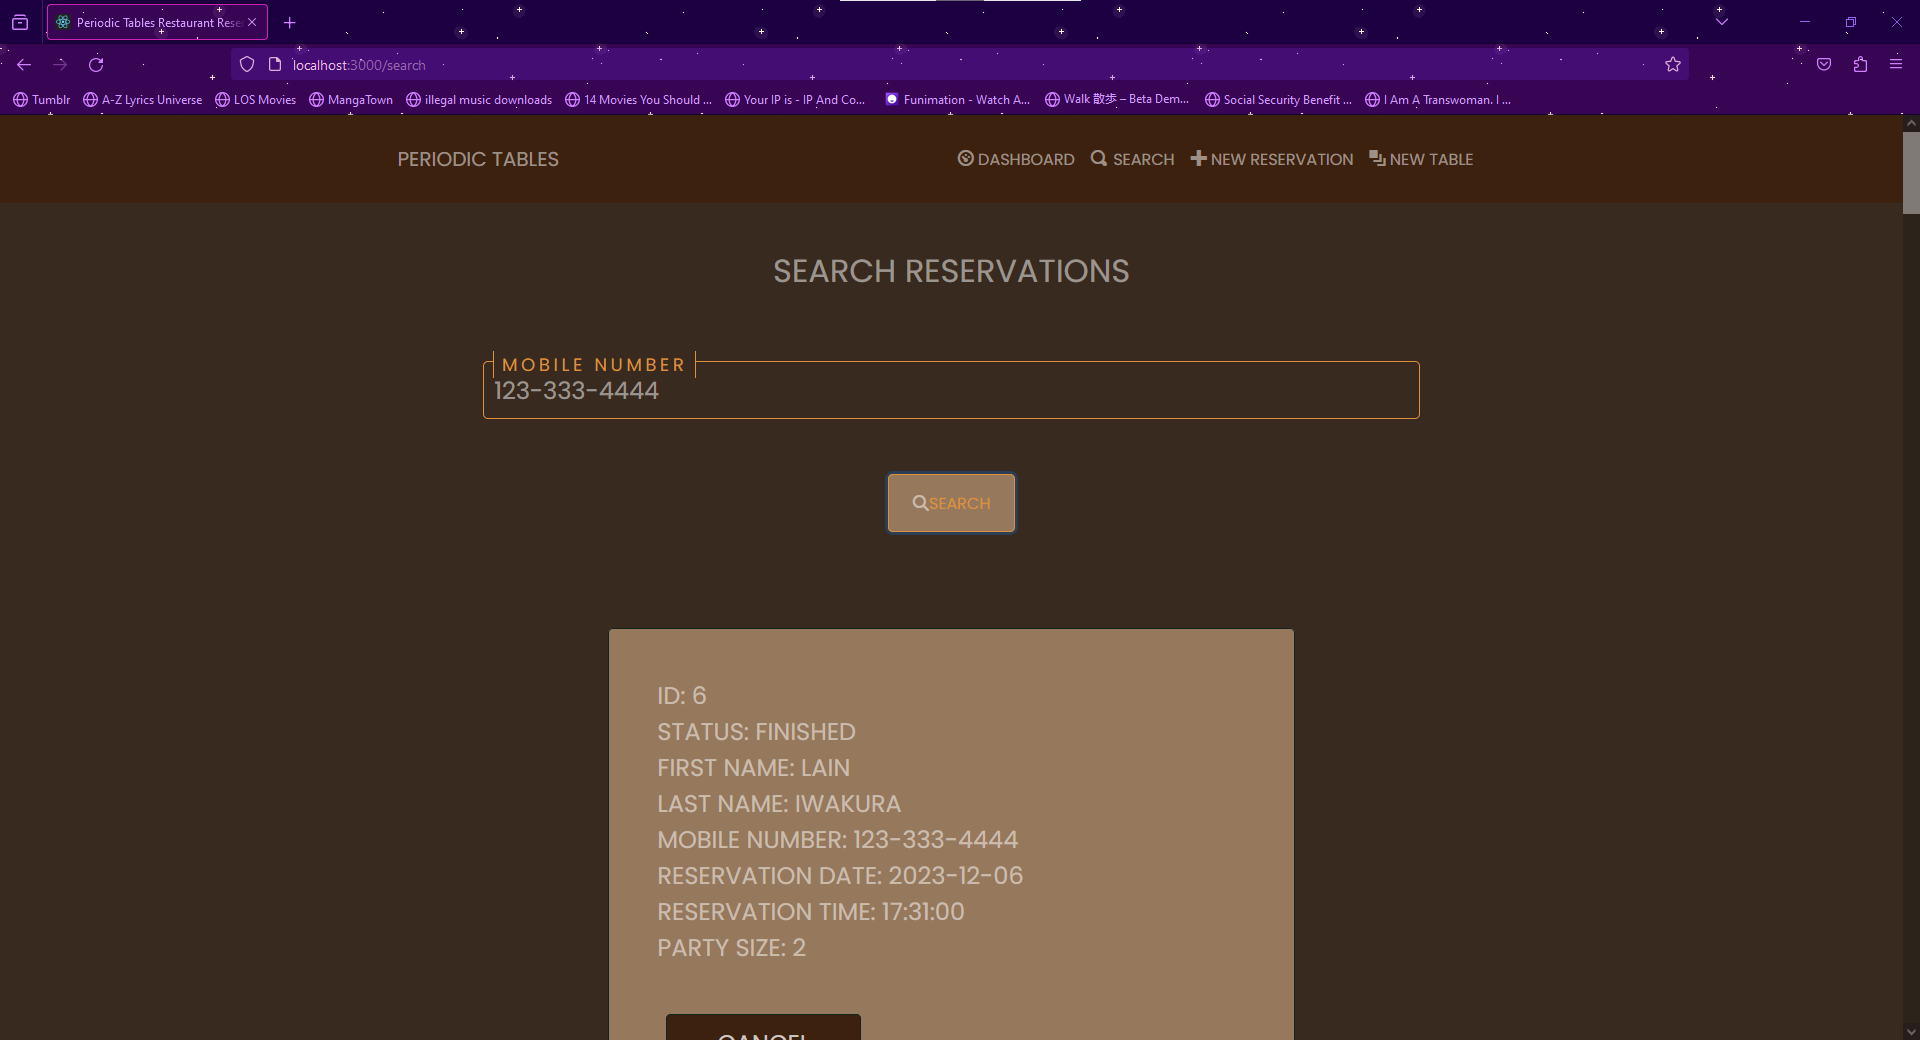 Periodic Tables Restaurant Rese
localhost:3000/search
Tumblr A-Z Lyrics Universe LOS Movies MangaTown illegal music downloads 14 Movies You Should ... Your IP is - IP And Co... Funimation - Watch A... Walk 散歩 – Beta Dem... Social Security Benefit ... I Am A Transwoman. I ...
PERIODIC TABLES DASHBOARD SEARCH NEW RESERVATION NEW TABLE
SEARCH RESERVATIONS
MOBILE NUMBER
123-333-4444
SEARCH
ID: 6
STATUS: FINISHED
FIRST NAME: LAIN
LAST NAME: IWAKURA
MOBILE NUMBER: 123-333-4444
RESERVATION DATE: 2023-12-06
RESERVATION TIME: 17:31:00
PARTY SIZE: 2
CANCEL